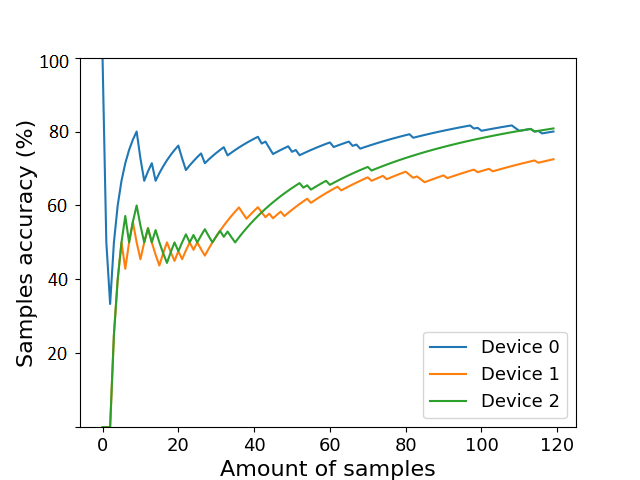 100
80
60
40
20
0 20 40 60 80 100 120
Samples accuracy (%)
Amount of samples
Device 0
Device 1
Device 2